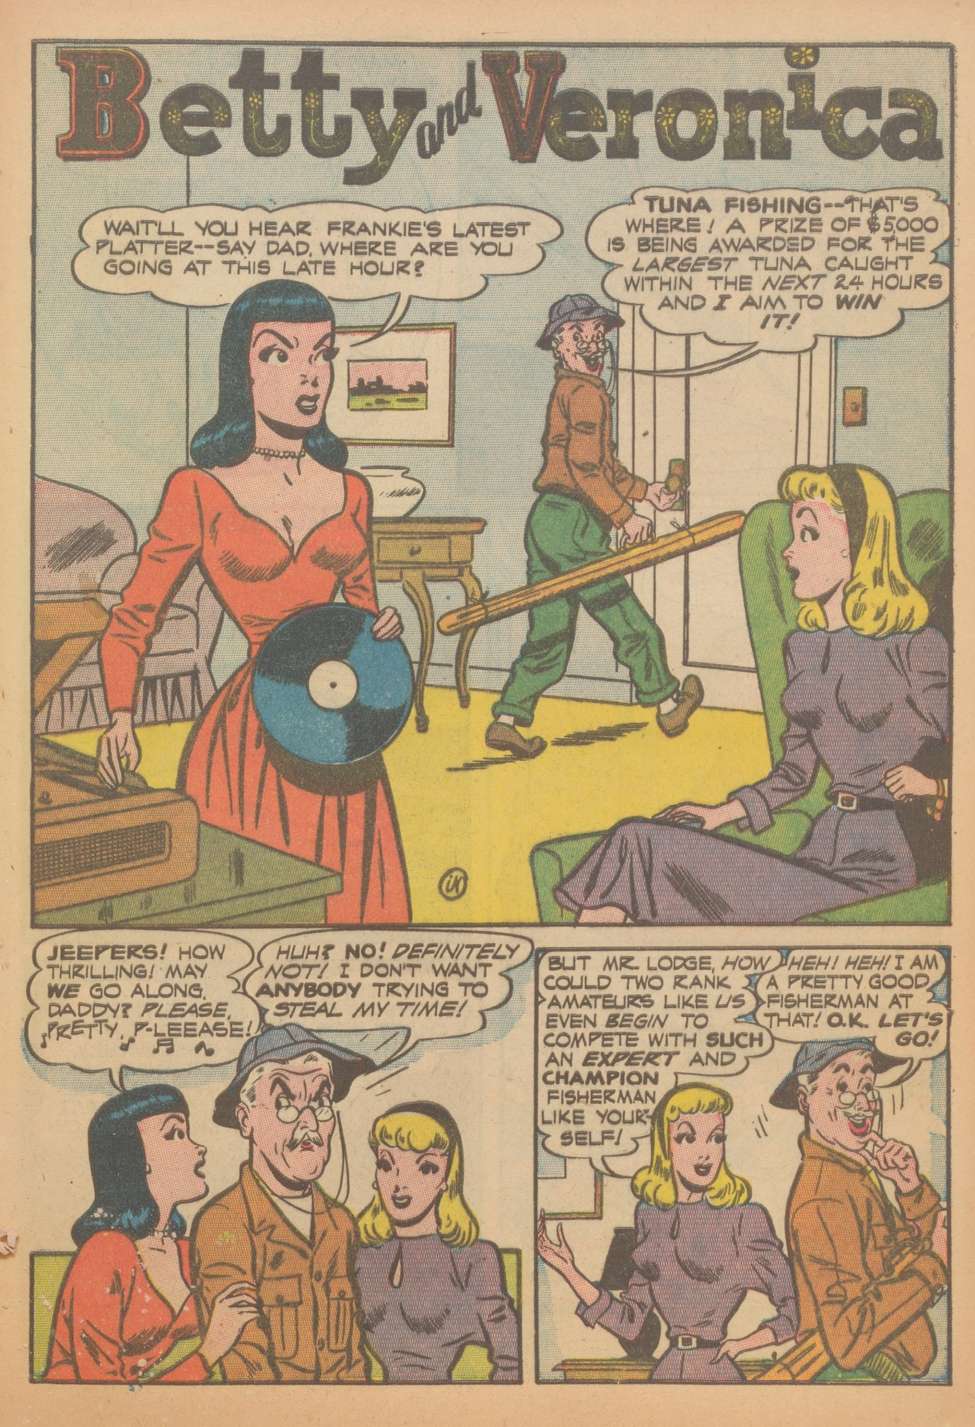 Betty and Veronica
WAIT'LL YOU HEAR FRANKIE'S LATEST
PLATTER--SAY DAD, WHERE ARE YOU
GOING AT THIS LATE HOUR?
TUNA FISHING--THAT'S
WHERE! A PRIZE OF $5,000
IS BEING AWARDED FOR THE
LARGEST TUNA CAUGHT
WITHIN THE NEXT 24 HOURS
AND I AIM TO WIN
IT!
JEEPERS! HOW
THRILLING! MAY
WE GO ALONG,
DADDY? PLEASE,
PRETTY, P-LEEASE!
HUH? NO! DEFINITELY
NOT! I DON'T WANT
ANYBODY TRYING TO
STEAL MY TIME!
BUT MR. LODGE, HOW
COULD TWO RANK
AMATEURS LIKE US
EVEN BEGIN TO
COMPETE WITH SUCH
AN EXPERT AND
CHAMPION
FISHERMAN
LIKE YOUR-
SELF!
HEH! HEH! I AM
A PRETTY GOOD
FISHERMAN AT
THAT! O.K. LET'S
GO!